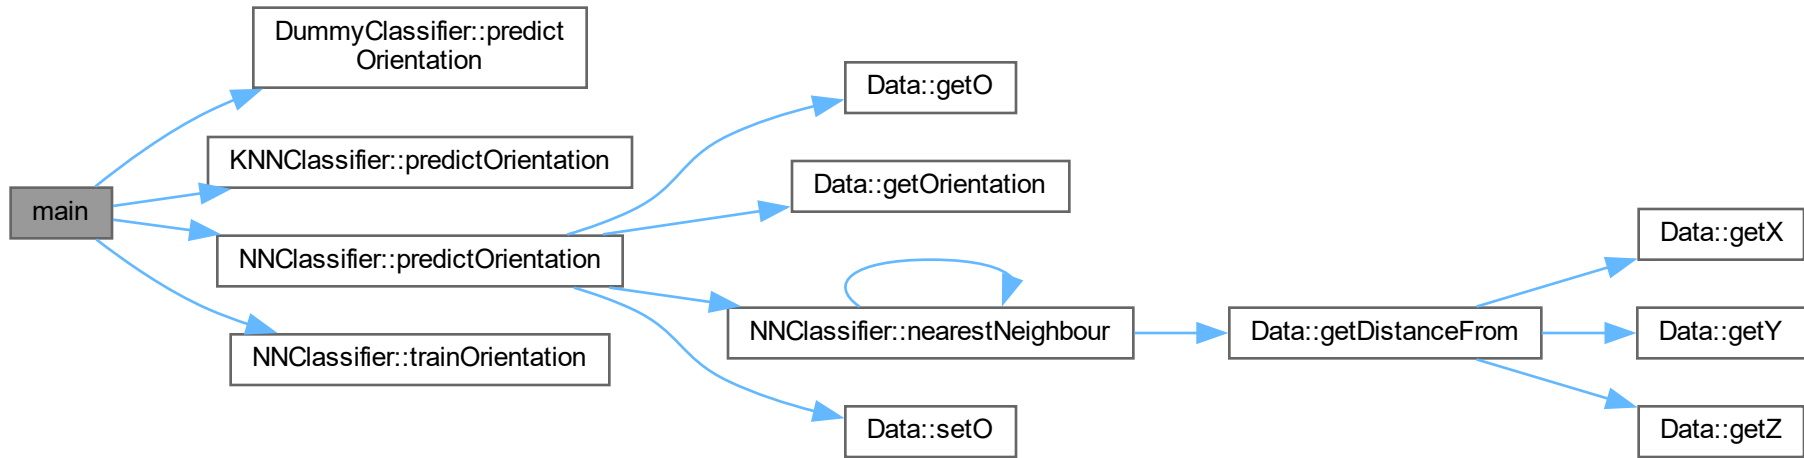 main
DummyClassifier::predict
Orientation
KNNClassifier::predictOrientation
NNClassifier::predictOrientation
NNClassifier::trainOrientation
Data::getO
Data::getOrientation
NNClassifier::nearestNeighbour
Data::setO
Data::getDistanceFrom
Data::getX
Data::getY
Data::getZ